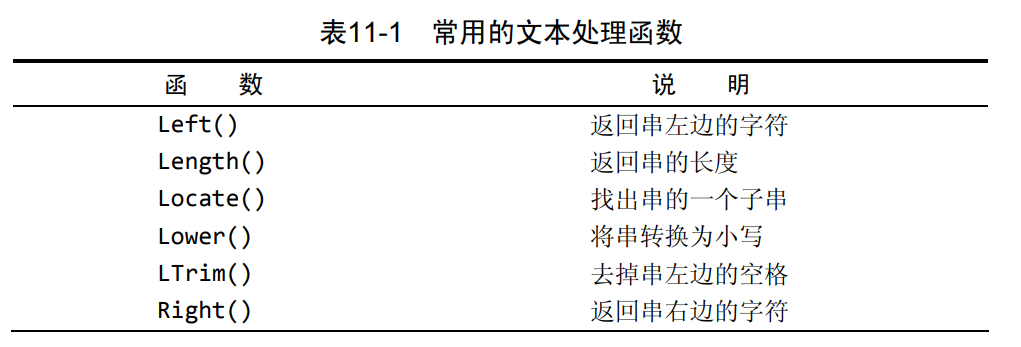 表11-1 常用的文本处理函数
函 数 说 明
Left() 返回串左边的字符
Length() 返回串的长度
Locate() 找出串的一个子串
Lower() 将串转换为小写
LTrim() 去掉串左边的空格
Right() 返回串右边的字符